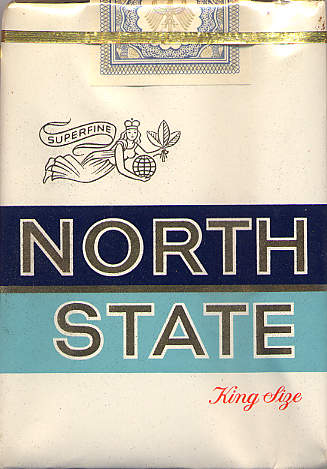 SUPERFINE
NORTH
STATE
King Size